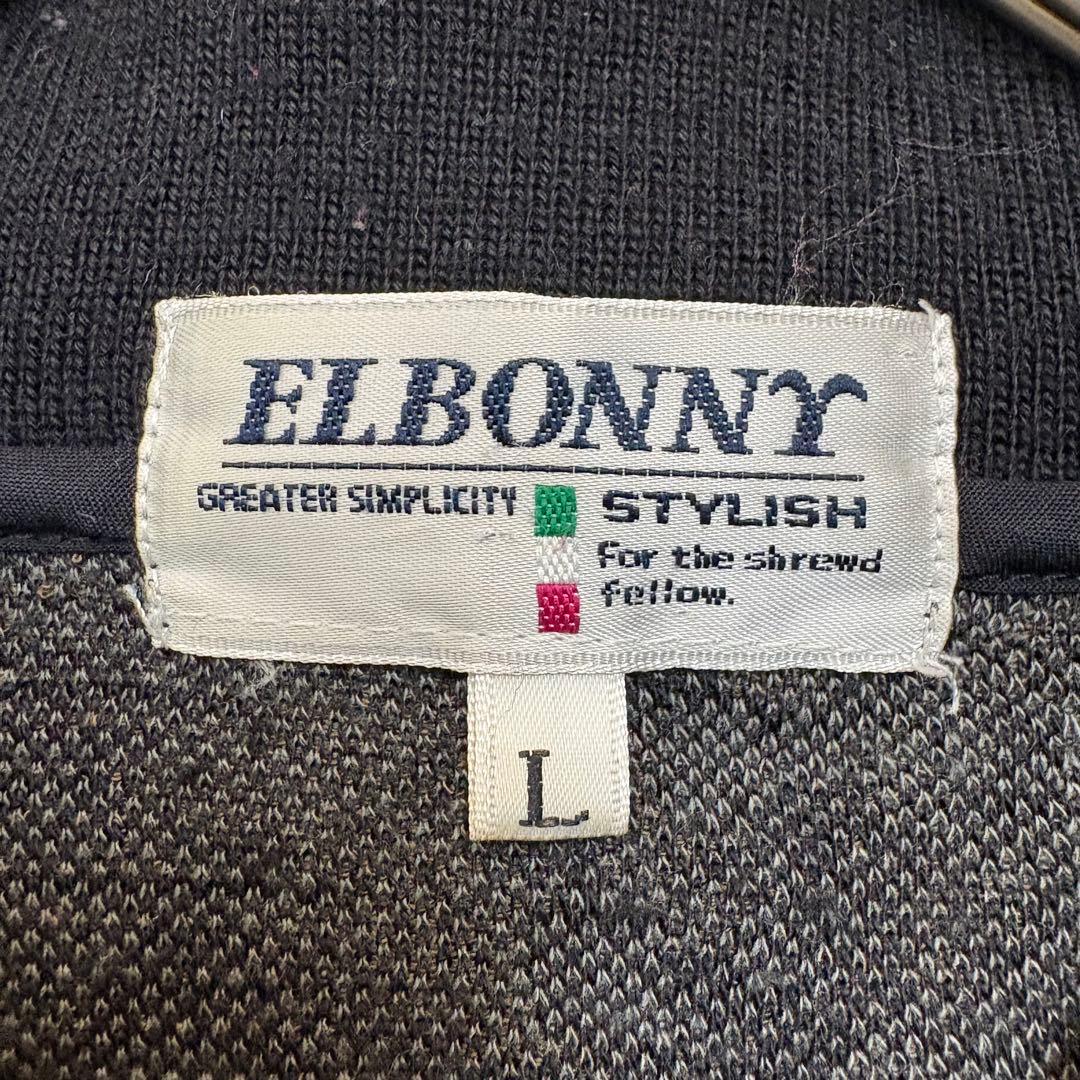 ELBONNY
GREATER SIMPLICITY
STYLISH
For the shrewd
fellow.
L